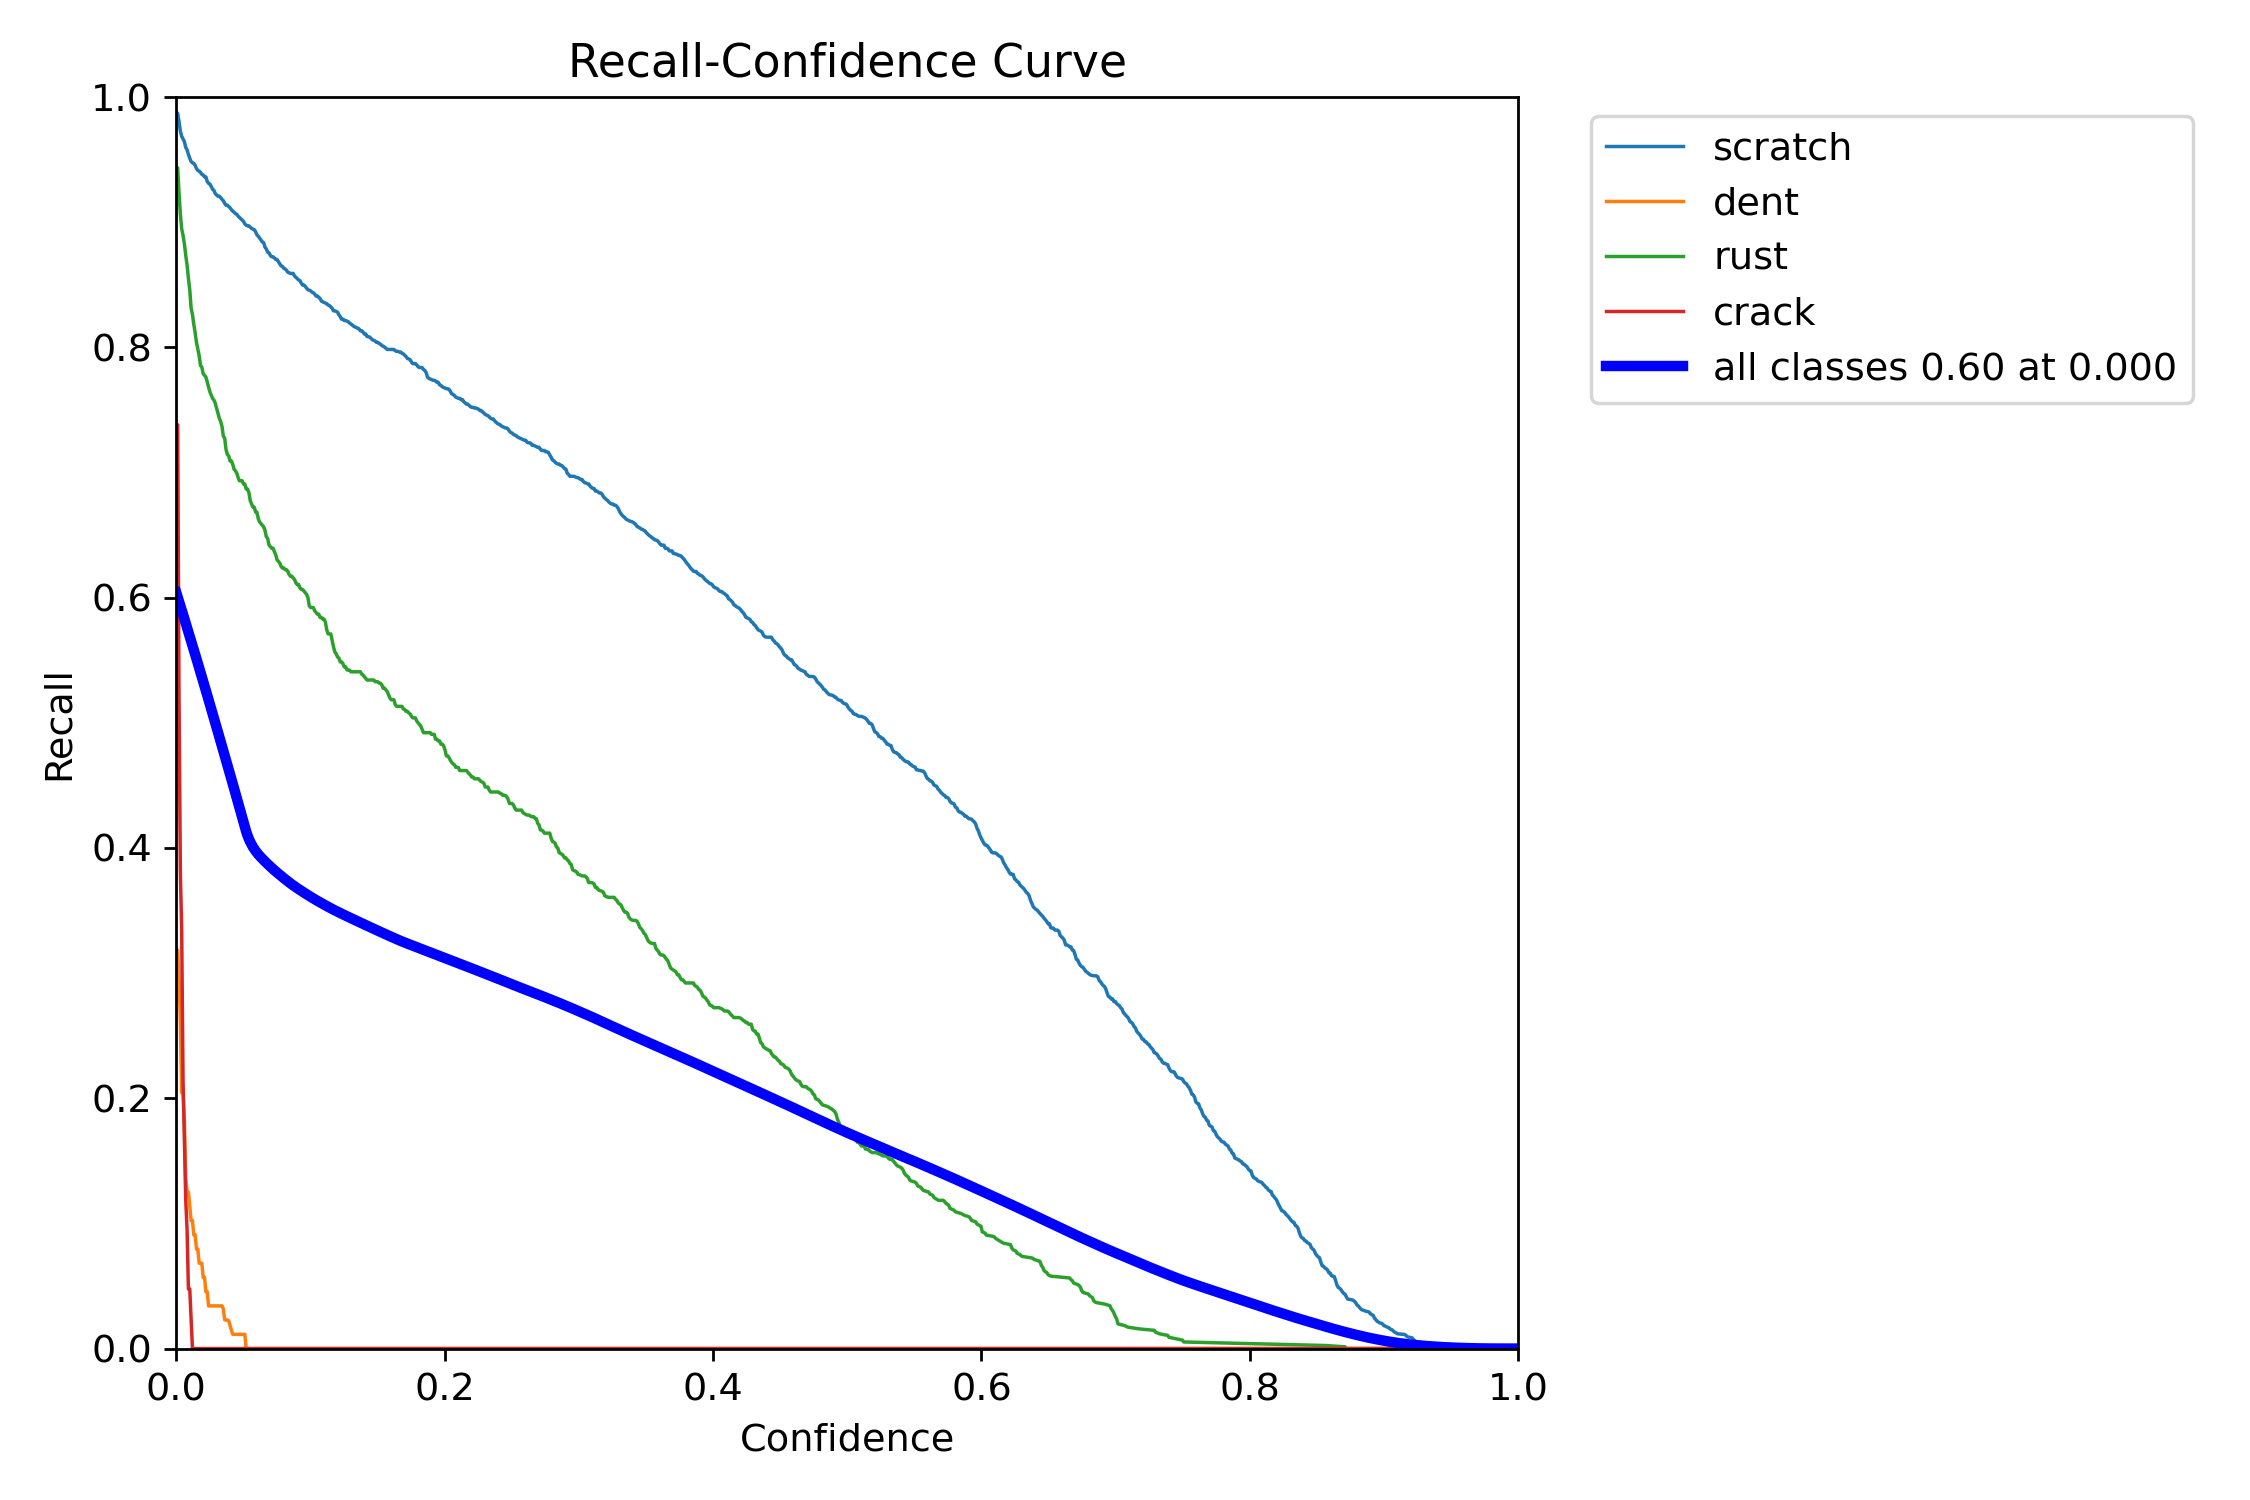 Recall-Confidence Curve
1.0
0.8
0.6
0.4
0.2
0.0
Recall
0.0 0.2 0.4 0.6 0.8 1.0
Confidence
scratch
dent
rust
crack
all classes 0.60 at 0.000